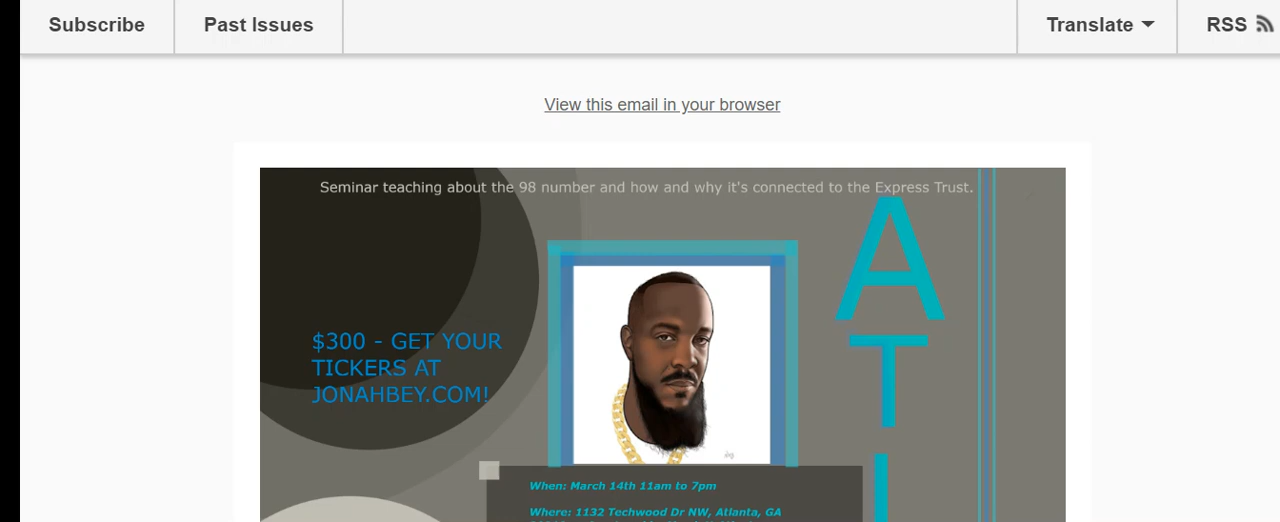 Subscribe
Past Issues
Translate
RSS
View this email in your browser
Seminar teaching about the 98 number and how and why it's connected to the Express Trust.
$300 - GET YOUR
TICKERS AT
JONAHBEY.COM!
A
T
When: March 14th 11am to 7pm
Where: 1132 Techwood Dr NW, Atlanta, GA